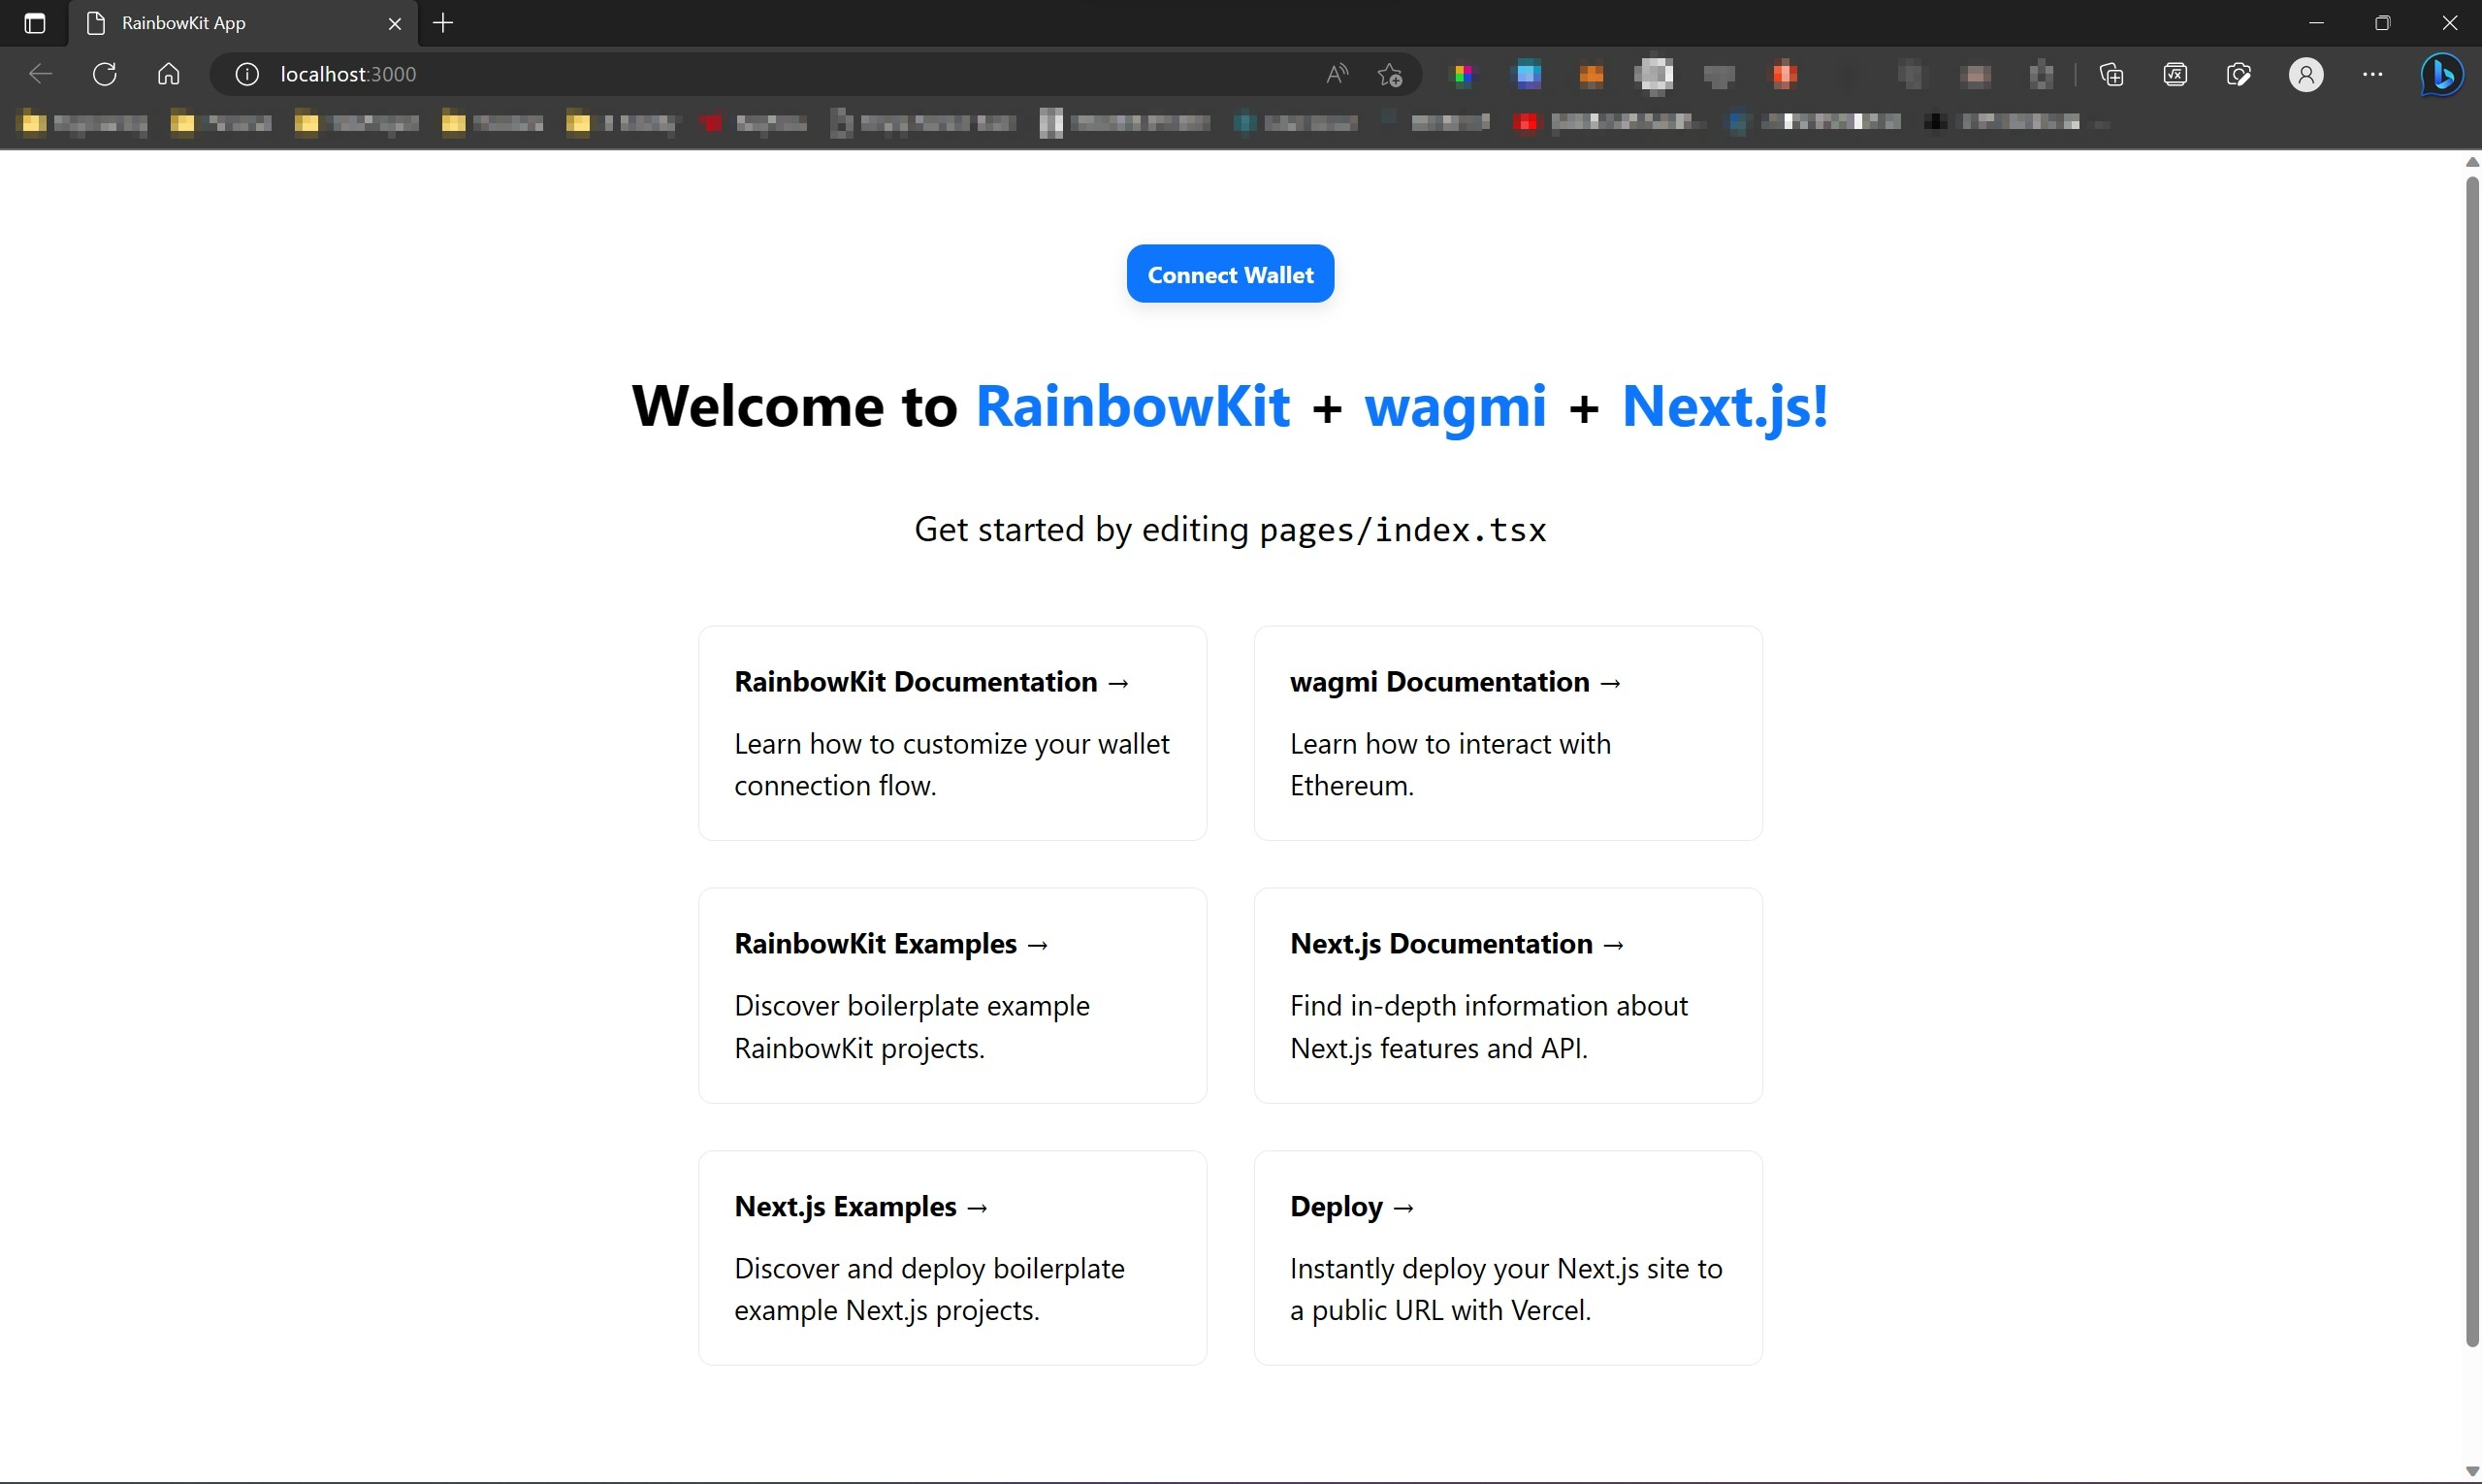 RainbowKit App
localhost:3000
Connect Wallet
Welcome to RainbowKit + wagmi + Next.js!
Get started by editing pages/index.tsx
RainbowKit Documentation →
Learn how to customize your wallet
connection flow.
wagmi Documentation →
Learn how to interact with
Ethereum.
RainbowKit Examples →
Discover boilerplate example
RainbowKit projects.
Next.js Documentation →
Find in-depth information about
Next.js features and API.
Next.js Examples →
Discover and deploy boilerplate
example Next.js projects.
Deploy →
Instantly deploy your Next.js site to
a public URL with Vercel.